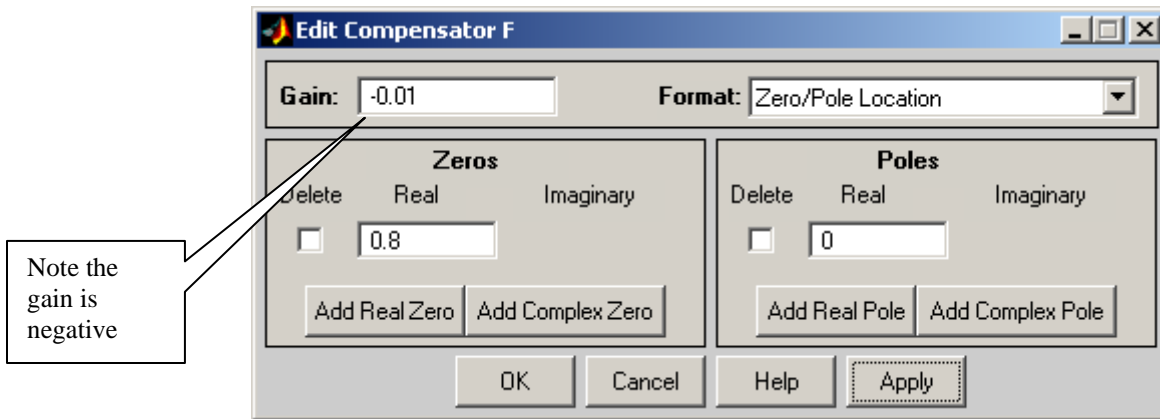 Edit Compensator F
Gain: -0.01 Format: Zero/Pole Location
Zeros
Delete Real Imaginary
0.8
Add Real Zero Add Complex Zero
Poles
Delete Real Imaginary
0
Add Real Pole Add Complex Pole
OK Cancel Help Apply
Note the
gain is
negative